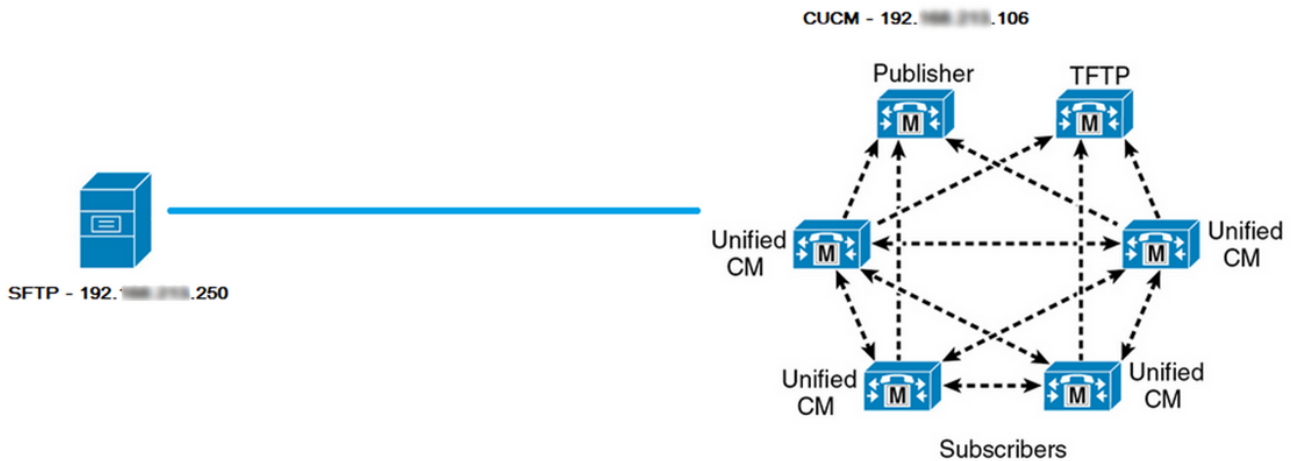 CUCM - 192. .106
Publisher
TFTP
M
M
Unified
CM
M
M
Unified
CM
SFTP - 192. .250
Unified
CM
M
M
Unified
CM
Subscribers